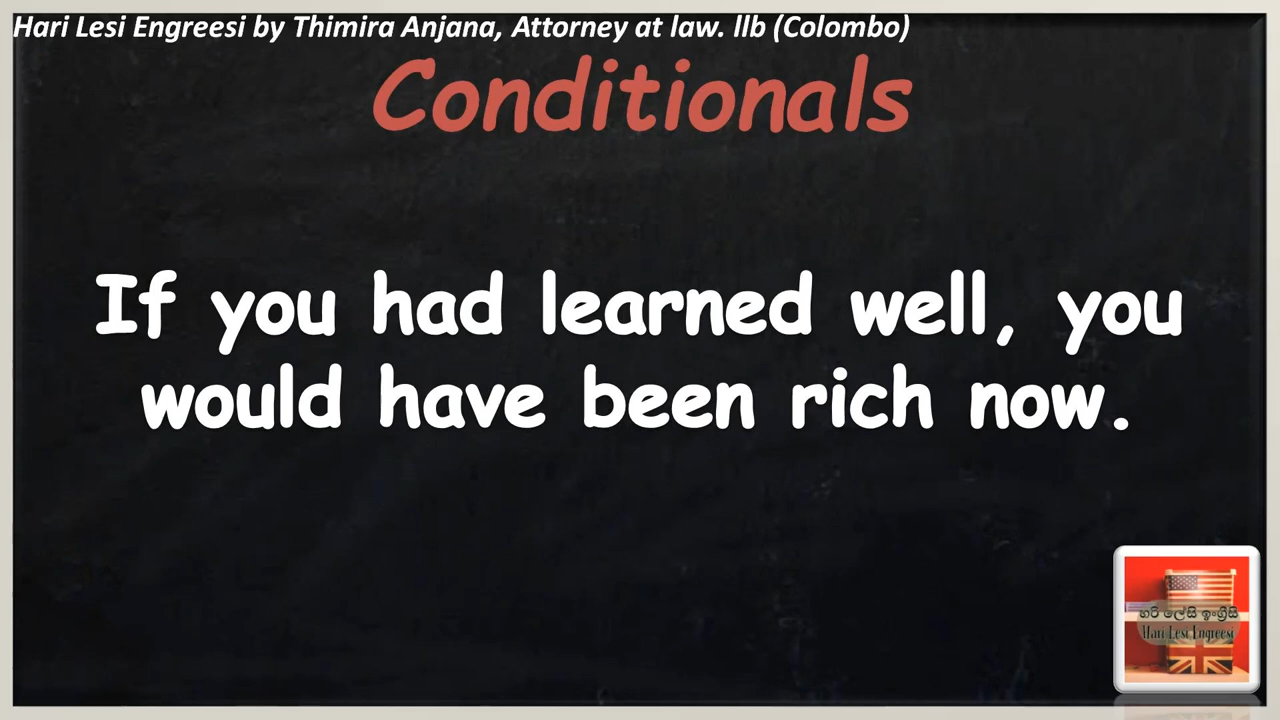 Hari Lesi Engreesi by Thimira Anjana, Attorney at law. llb (Colombo)
Conditionals
If you had learned well, you
would have been rich now.
හරි ලේසි ඉංග්‍රීසි
Hari Lesi Engreesi